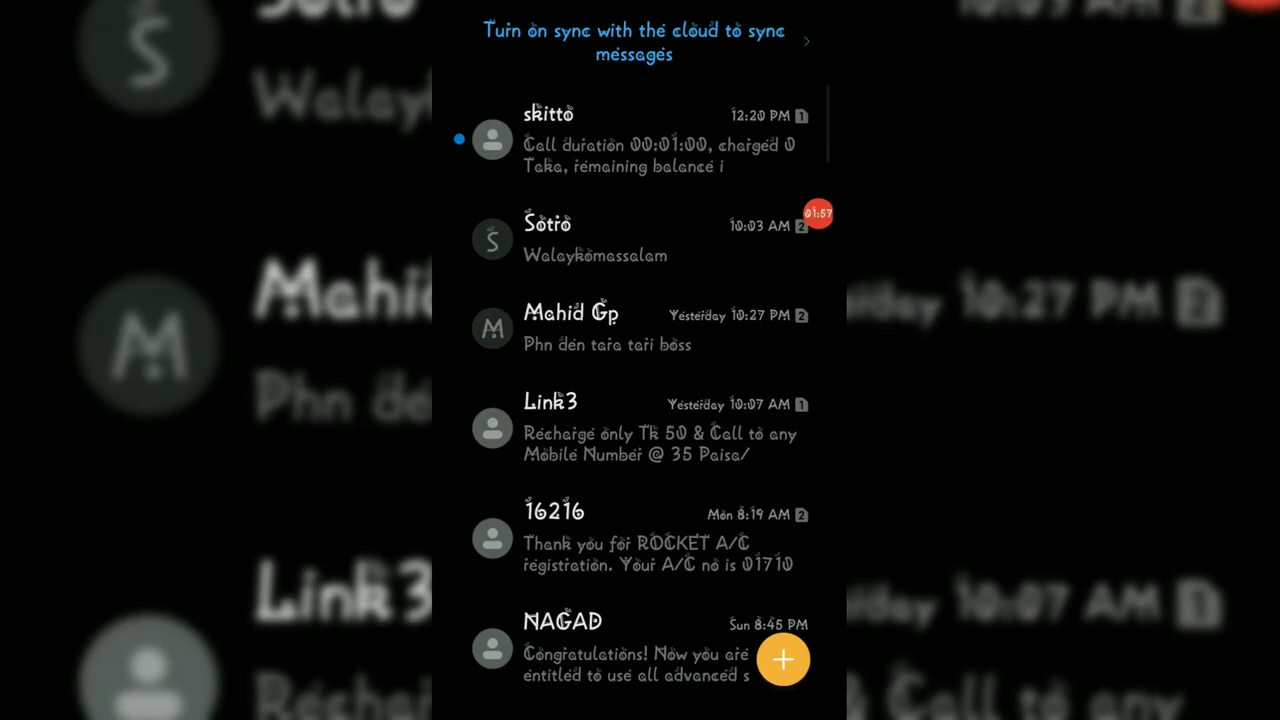 Turn on sync with the cloud to sync
messages
skitto
12:20 PM 1
Call duration 00:01:00, charged 0
Taka, remaining balance i
Sotro
10:03 AM 2
01:57
S
Walaykomassalam
Mahid Gp
Yesterday 10:27 PM 2
M
Phn den tara tari boss
Link3
Yesterday 10:07 AM 1
Recharge only Tk 50 & Call to any
Mobile Number @ 35 Paisa/
16216
Mon 8:19 AM 2
Thank you for ROCKET A/C
registration. Your A/C no is 01710
NAGAD
Sun 8:45 PM
Congratulations! Now you are
entitled to use all advanced s